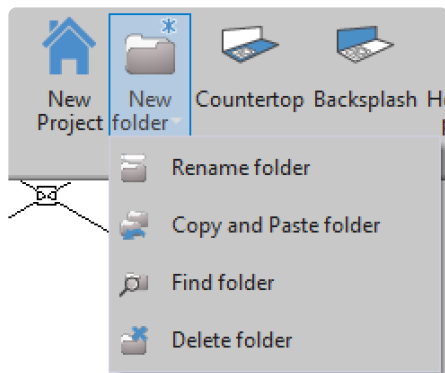 New Project
New folder
Countertop
Backsplash
Rename folder
Copy and Paste folder
Find folder
Delete folder